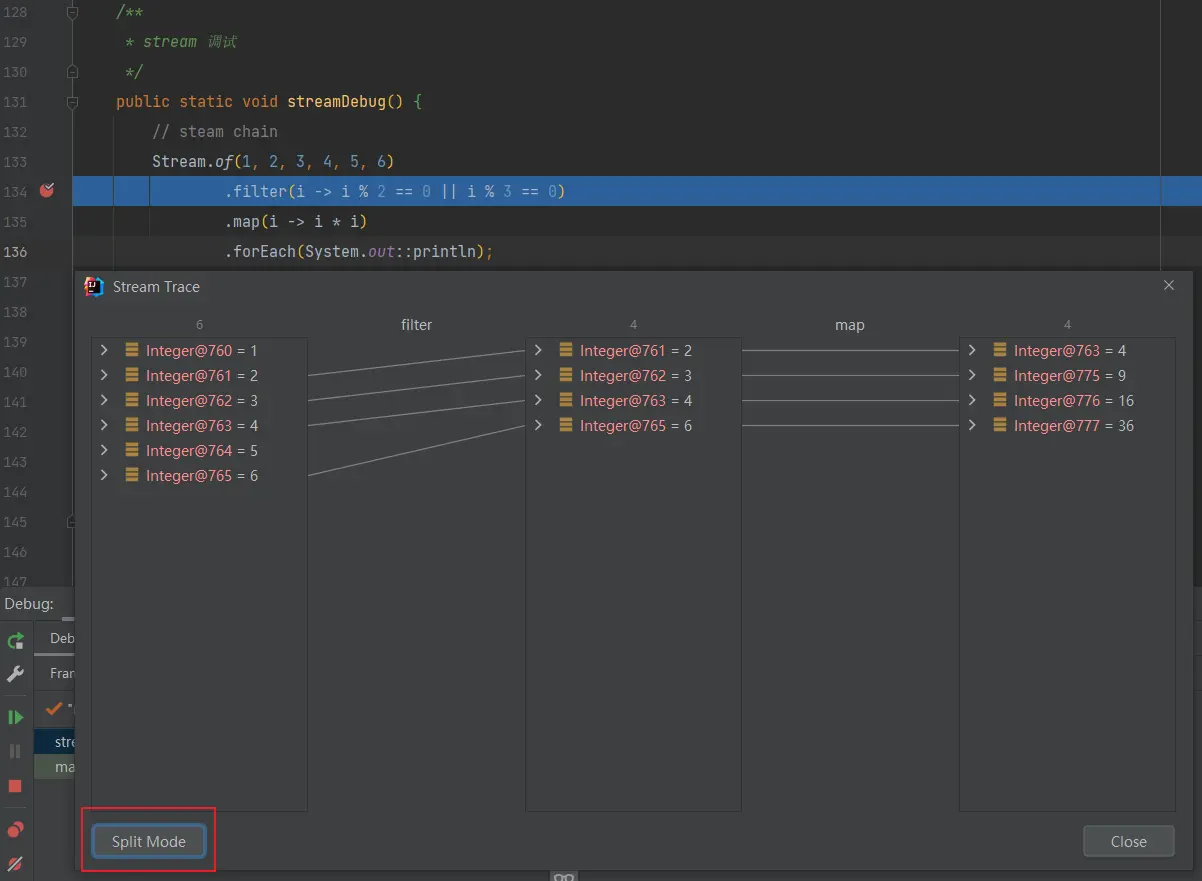 128 /**
129 * stream 调试
130 */
131 public static void streamDebug() {
132 // steam chain
133 Stream.of(1, 2, 3, 4, 5, 6)
134 .filter(i -> i % 2 == 0 || i % 3 == 0)
135 .map(i -> i * i)
136 .forEach(System.out::println);
137
Stream Trace
138
6 filter 4 map 4
139
Integer@760 = 1 Integer@761 = 2 Integer@763 = 4
140
Integer@761 = 2 Integer@762 = 3 Integer@775 = 9
141
Integer@762 = 3 Integer@763 = 4 Integer@776 = 16
142
Integer@763 = 4 Integer@765 = 6 Integer@777 = 36
143
Integer@764 = 5
Integer@765 = 6
144
145
146
147
Debug:
Deb
Fran
"
stre
ma
Split Mode Close